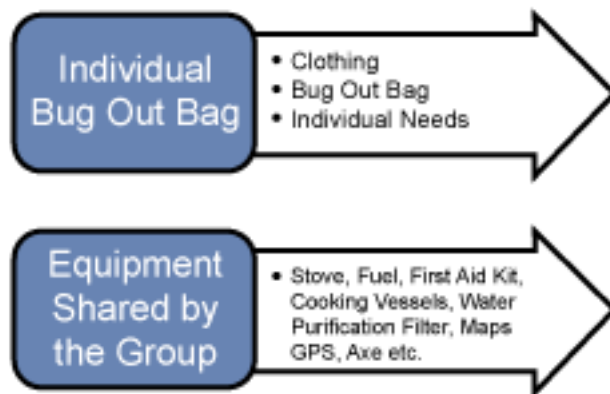 Individual
Bug Out Bag
• Clothing
• Bug Out Bag
• Individual Needs
Equipment
Shared by
the Group
• Stove, Fuel, First Aid Kit,
Cooking Vessels, Water
Purification Filter, Maps
GPS, Axe etc.